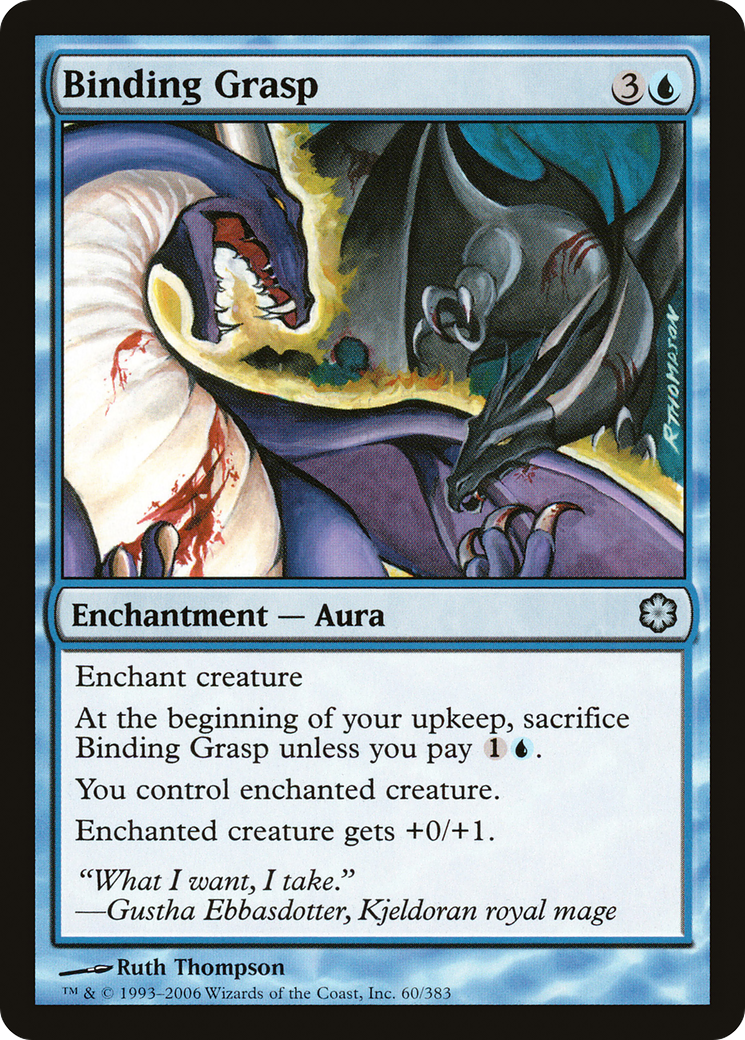 Binding Grasp 3
R THOMPSON
Enchantment — Aura
Enchant creature
At the beginning of your upkeep, sacrifice
Binding Grasp unless you pay 1 .
You control enchanted creature.
Enchanted creature gets +0/+1.
“What I want, I take.”
—Gustha Ebbasdotter, Kjeldoran royal mage
Ruth Thompson
™ & © 1993–2006 Wizards of the Coast, Inc. 60/383